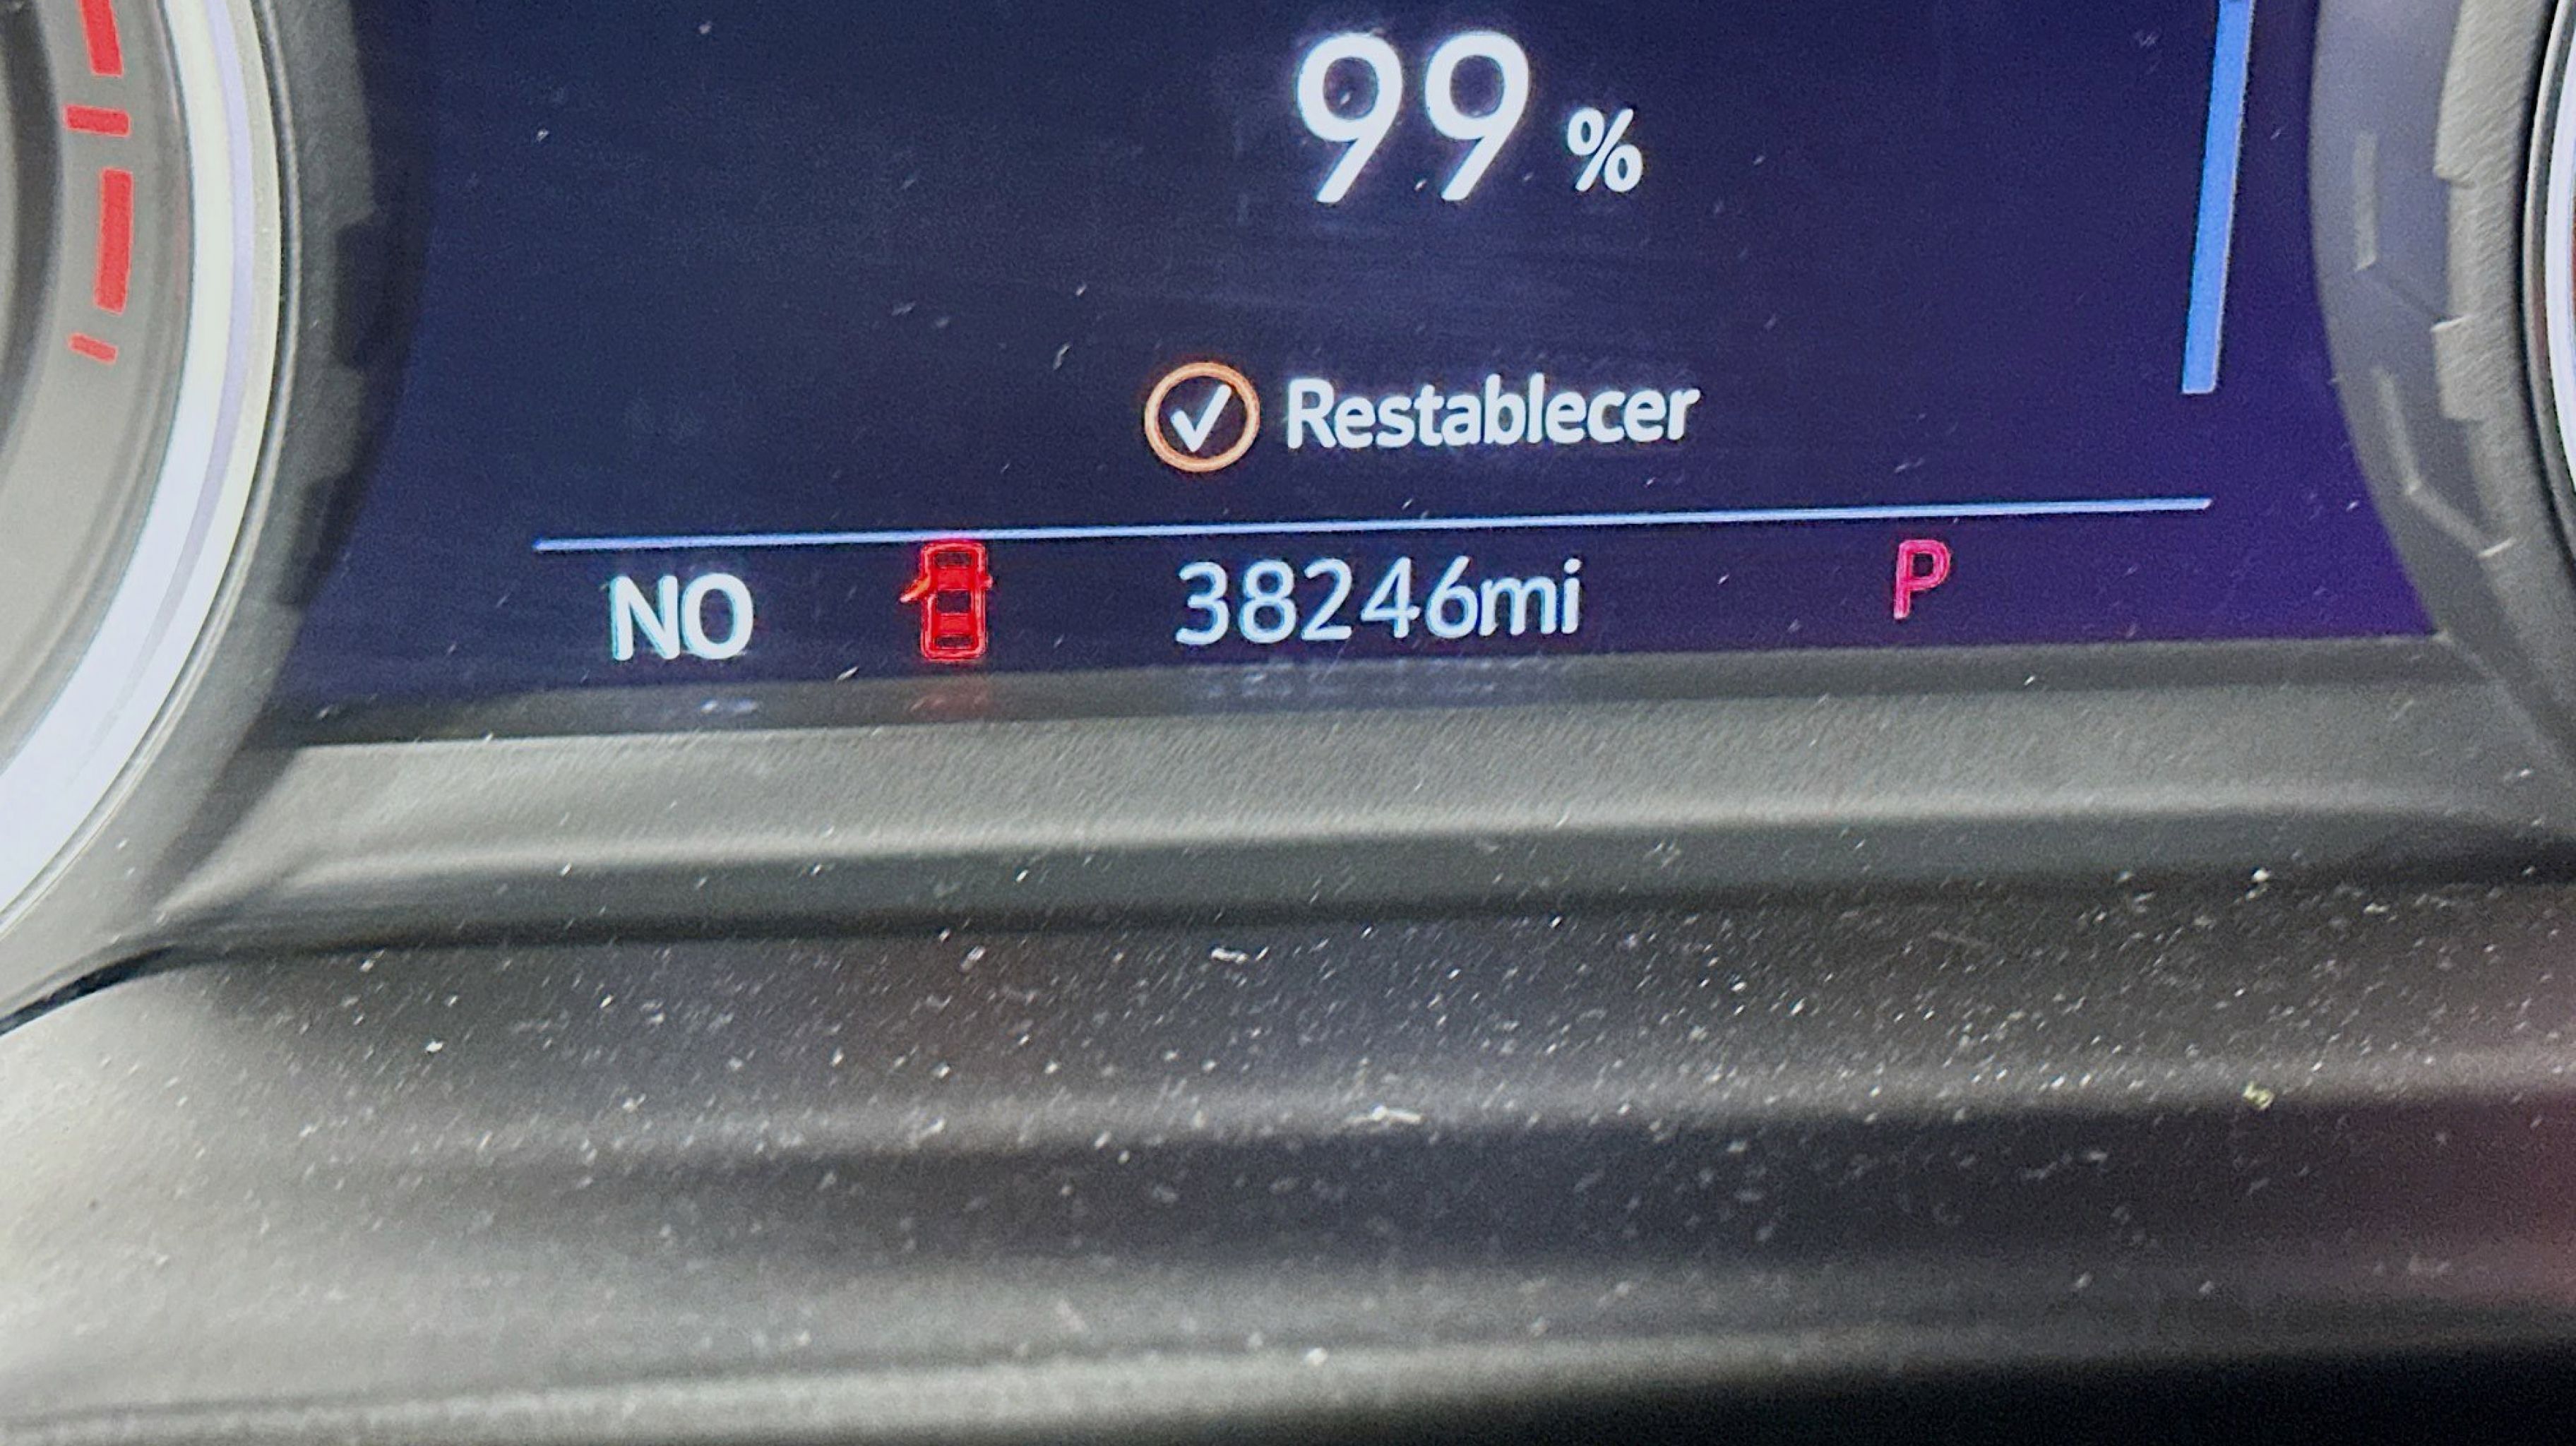 99 %
Restablecer
NO 38246mi P